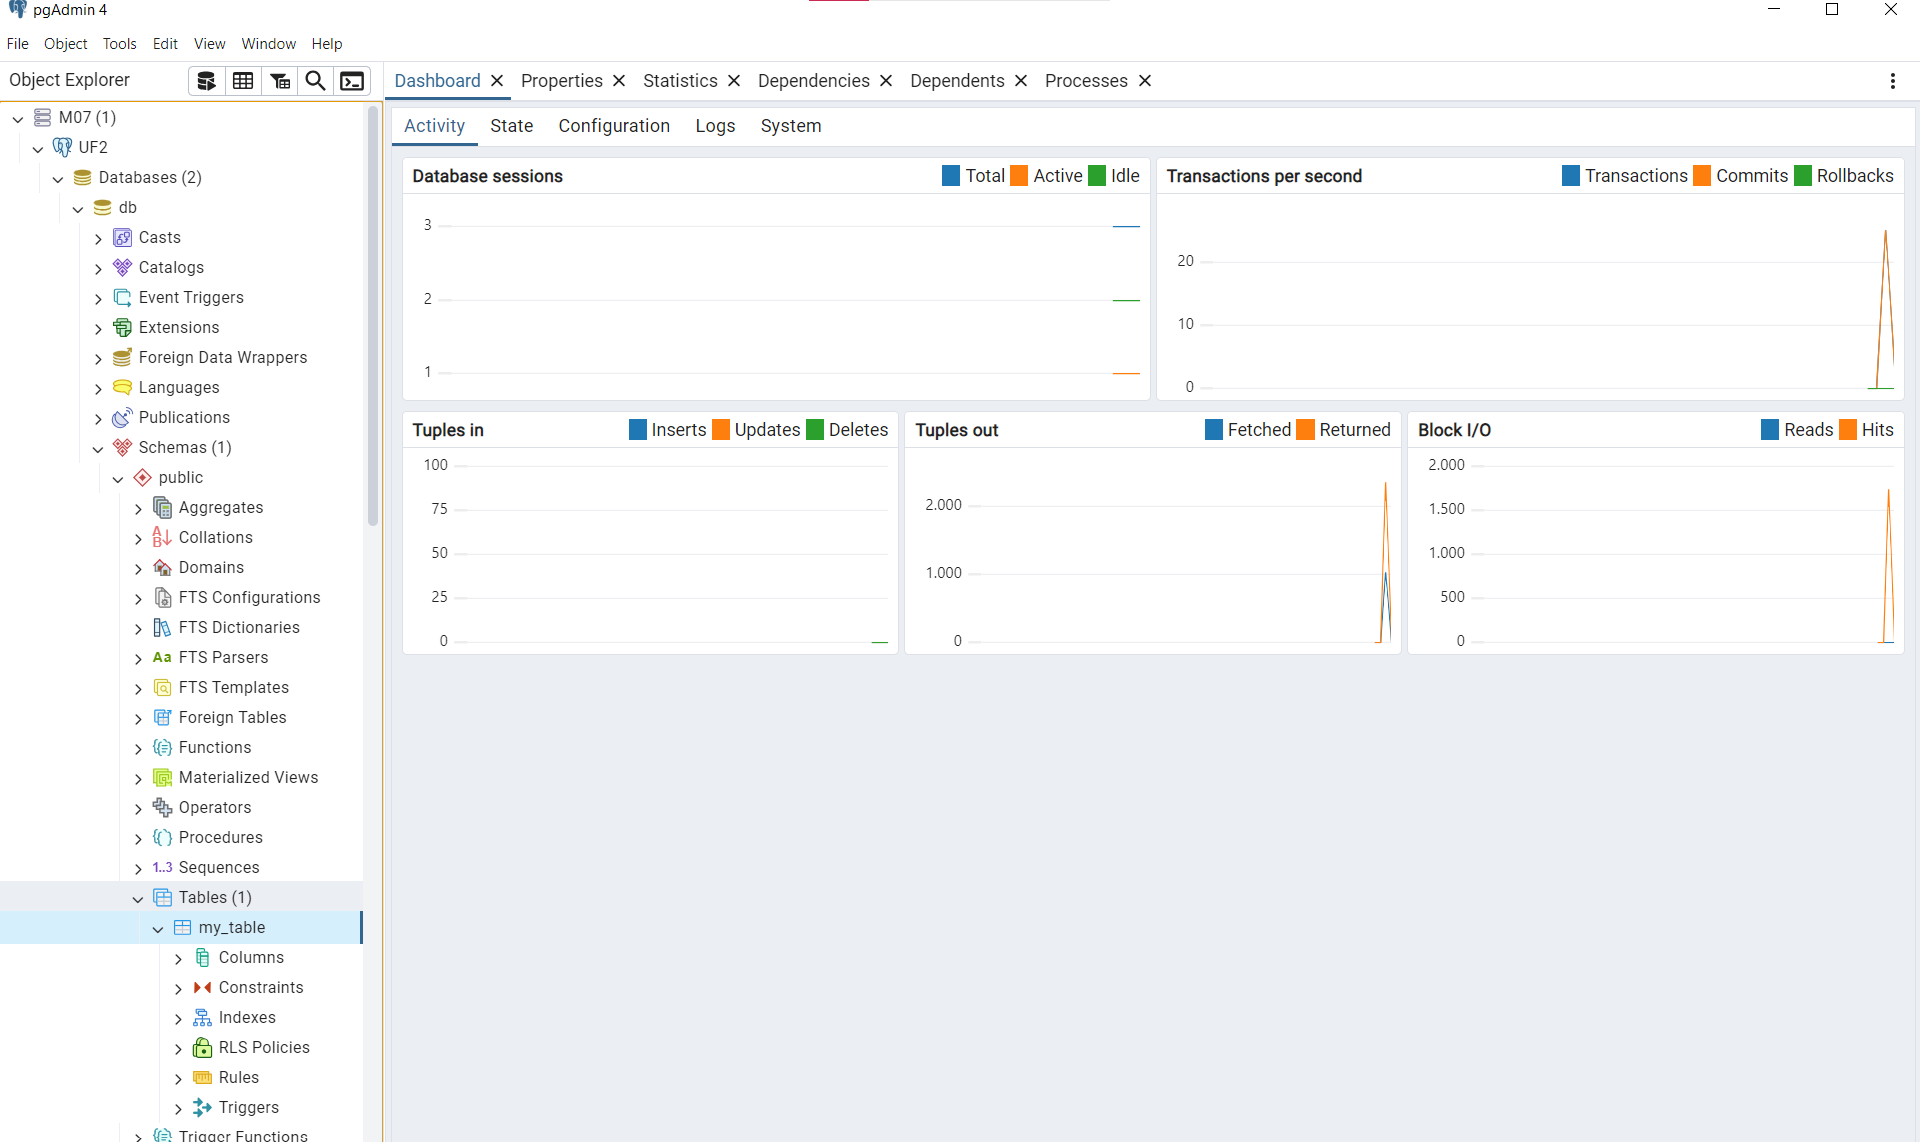 pgAdmin 4
File Object Tools Edit View Window Help
Object Explorer
M07 (1)
UF2
Databases (2)
db
Casts
Catalogs
Event Triggers
Extensions
Foreign Data Wrappers
Languages
Publications
Schemas (1)
public
Aggregates
Collations
Domains
FTS Configurations
FTS Dictionaries
Aa FTS Parsers
FTS Templates
Foreign Tables
Functions
Materialized Views
Operators
Procedures
1..3 Sequences
Tables (1)
my_table
Columns
Constraints
Indexes
RLS Policies
Rules
Triggers
Trigger Functions
Dashboard Properties Statistics Dependencies Dependents Processes
Activity State Configuration Logs System
Database sessions Total Active Idle
3
2
1
Transactions per second Transactions Commits Rollbacks
20
10
0
Tuples in Inserts Updates Deletes
100
75
50
25
0
Tuples out Fetched Returned
2.000
1.000
0
Block I/O Reads Hits
2.000
1.500
1.000
500
0